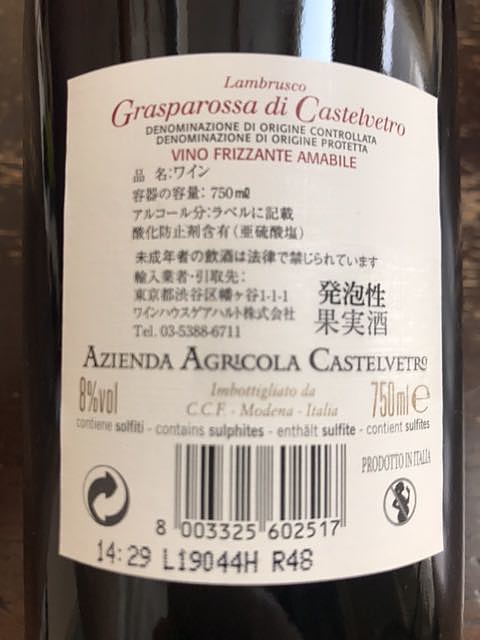 Lambrusco
Grasparossa di Castelvetro
DENOMINAZIONE DI ORIGINE CONTROLLATA
DENOMINAZIONE DI ORIGINE PROTETTA
VINO FRIZZANTE AMABILE
品 名:ワイン
容器の容量: 750㎖
アルコール分:ラベルに記載
酸化防止剤含有(亜硫酸塩)
未成年者の飲酒は法律で禁じられています
輸入業者・引取先:
東京都渋谷区幡ヶ谷1-1-1
ワインハウスゲアハルト株式会社
Tel. 03-5388-6711
発泡性
果実酒
AZIENDA AGRICOLA CASTELVETRO
8%vol
Imbottigliato da
C.C.F. - Modena - Italia
750ml e
contiene solfiti - contains sulphites - enthält sulfite - contient sulfites
PRODOTTO IN ITALIA
8 003325 602517
14:29 L19044H R48